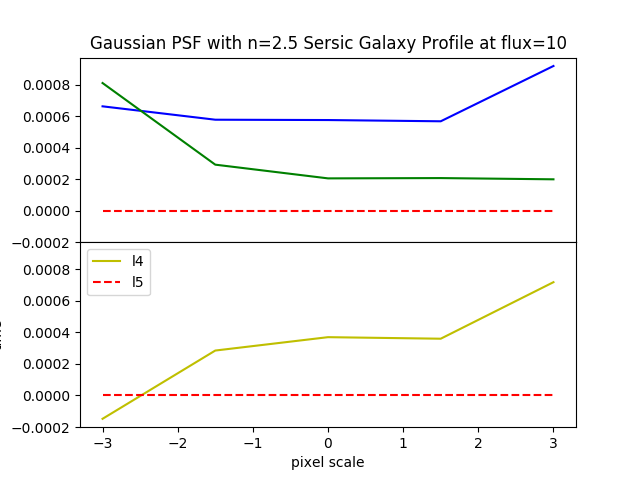 Gaussian PSF with n=2.5 Sersic Galaxy Profile at flux=10
0.0008
0.0006
0.0004
0.0002
0.0000
−0.0002
l4
l5
0.0008
0.0006
0.0004
0.0002
0.0000
−0.0002
−3 −2 −1 0 1 2 3
pixel scale